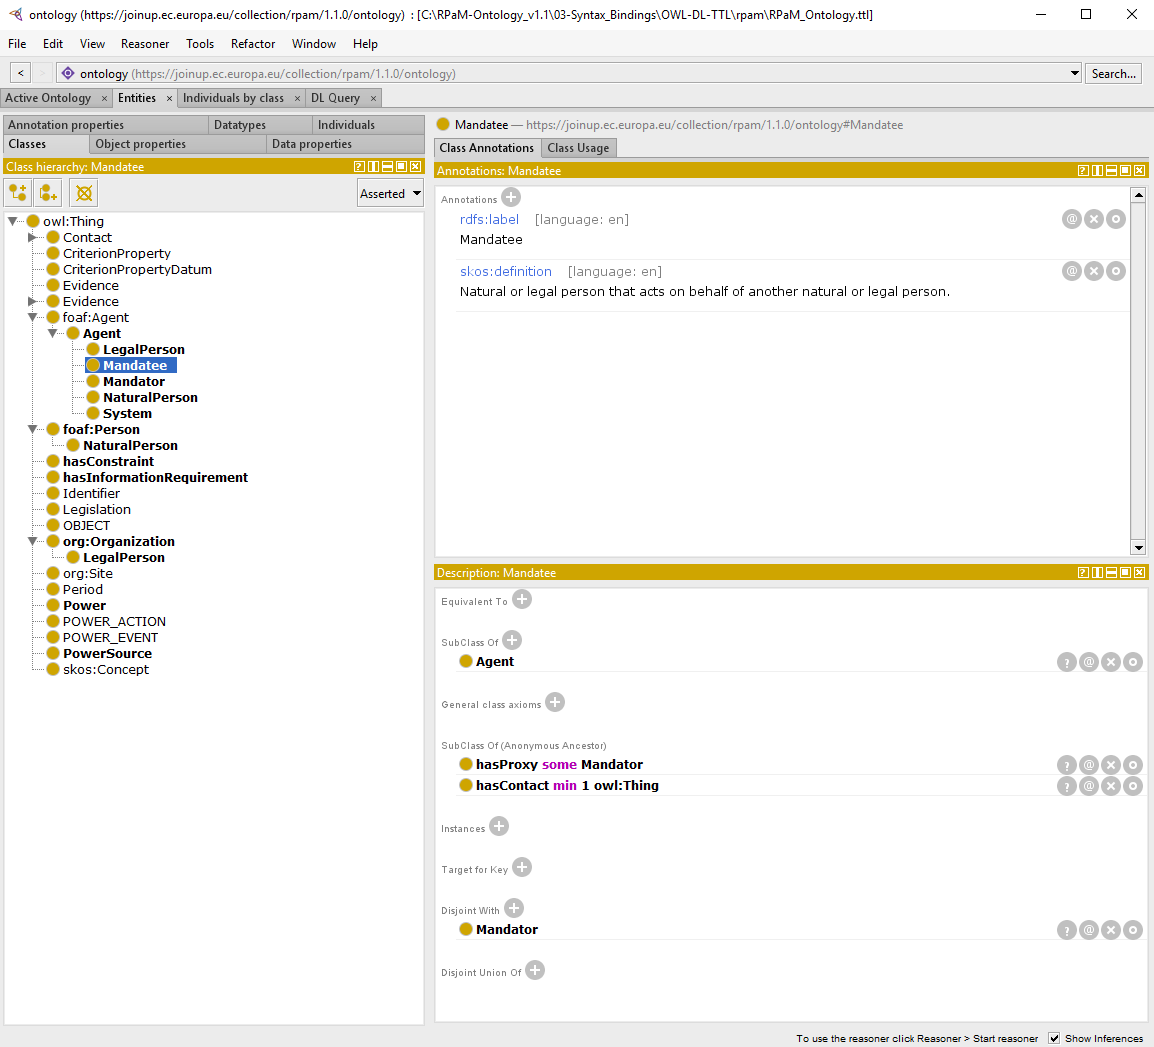 ontology (https://joinup.ec.europa.eu/collection/rpam/1.1.0/ontology) : [C:\RPaM-Ontology_v1.1\03-Syntax_Bindings\OWL-DL-TTL\rpam\RPaM_Ontology.ttl]
File Edit View Reasoner Tools Refactor Window Help
< > ontology (https://joinup.ec.europa.eu/collection/rpam/1.1.0/ontology) Search...
Active Ontology × Entities × Individuals by class × DL Query ×
Annotation properties Datatypes Individuals
Classes Object properties Data properties
Class hierarchy: Mandatee
Asserted
owl:Thing
Contact
CriterionProperty
CriterionPropertyDatum
Evidence
Evidence
foaf:Agent
Agent
LegalPerson
Mandatee
Mandator
NaturalPerson
System
foaf:Person
NaturalPerson
hasConstraint
hasInformationRequirement
Identifier
Legislation
OBJECT
org:Organization
LegalPerson
org:Site
Period
Power
POWER_ACTION
POWER_EVENT
PowerSource
skos:Concept
Mandatee — https://joinup.ec.europa.eu/collection/rpam/1.1.0/ontology#Mandatee
Class Annotations Class Usage
Annotations: Mandatee
Annotations
rdfs:label [language: en]
Mandatee
skos:definition [language: en]
Natural or legal person that acts on behalf of another natural or legal person.
Description: Mandatee
Equivalent To
SubClass Of
Agent
General class axioms
SubClass Of (Anonymous Ancestor)
hasProxy some Mandator
hasContact min 1 owl:Thing
Instances
Target for Key
Disjoint With
Mandator
Disjoint Union Of
To use the reasoner click Reasoner > Start reasoner Show Inferences